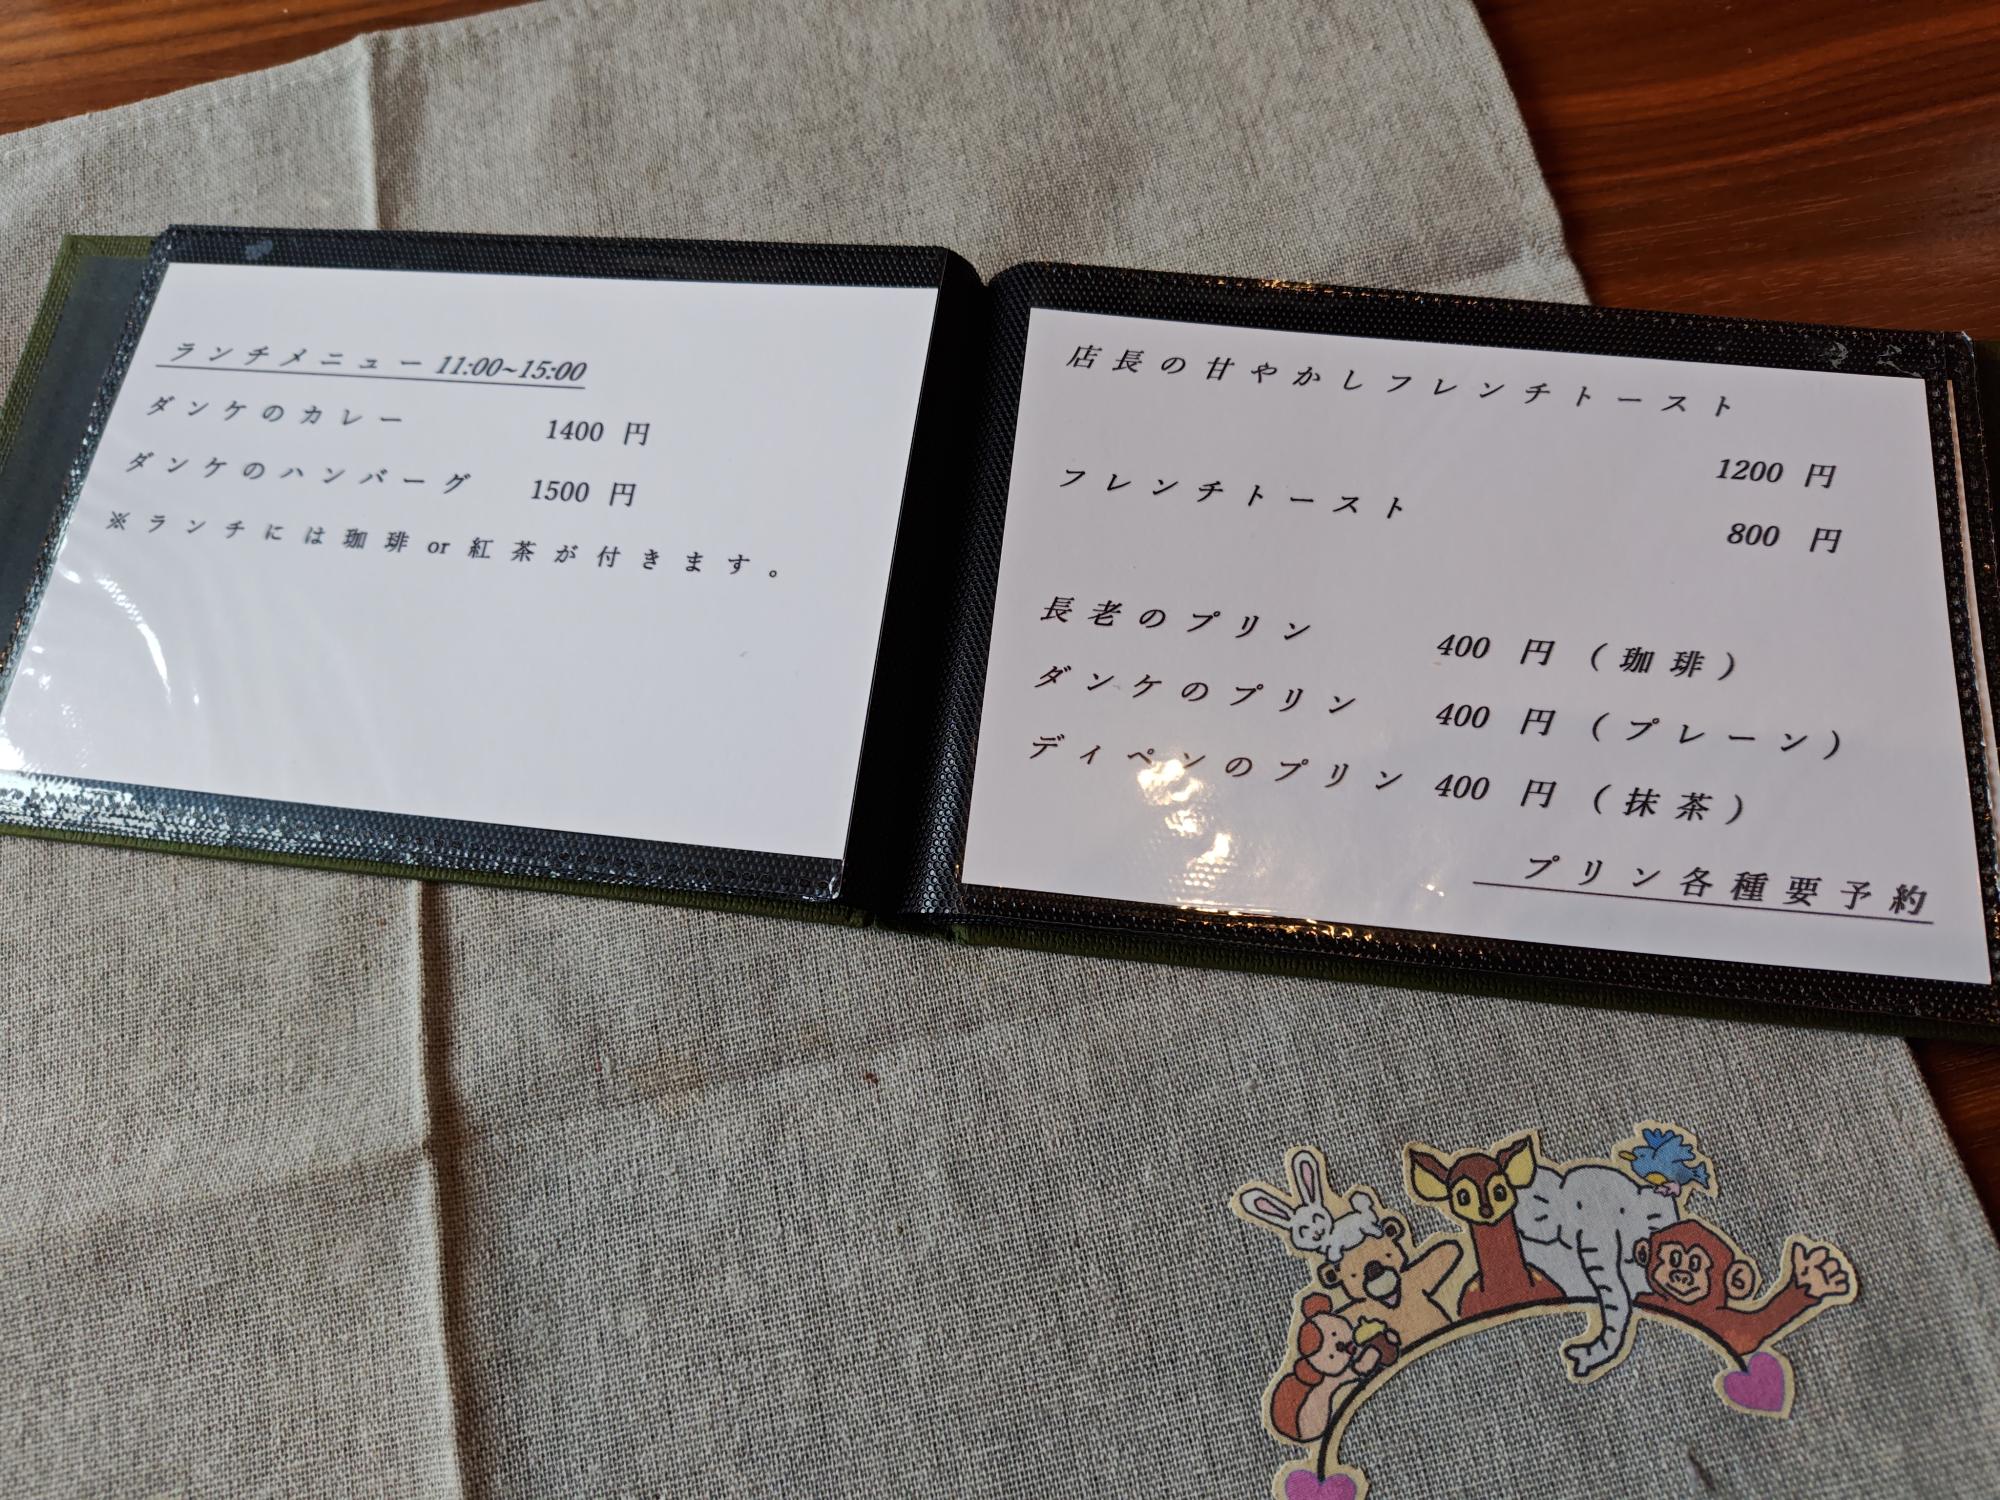 ランチメニュー 11:00~15:00
ダンケのカレー 1400 円
ダンケのハンバーグ 1500 円
※ランチには珈琲or紅茶が付きます。
店長の甘やかしフレンチトースト
1200 円
フレンチトースト
800 円
長老のプリン 400 円（珈琲）
ダンケのプリン 400 円（プレーン）
ディペンのプリン 400 円（抹茶）
プリン各種要予約